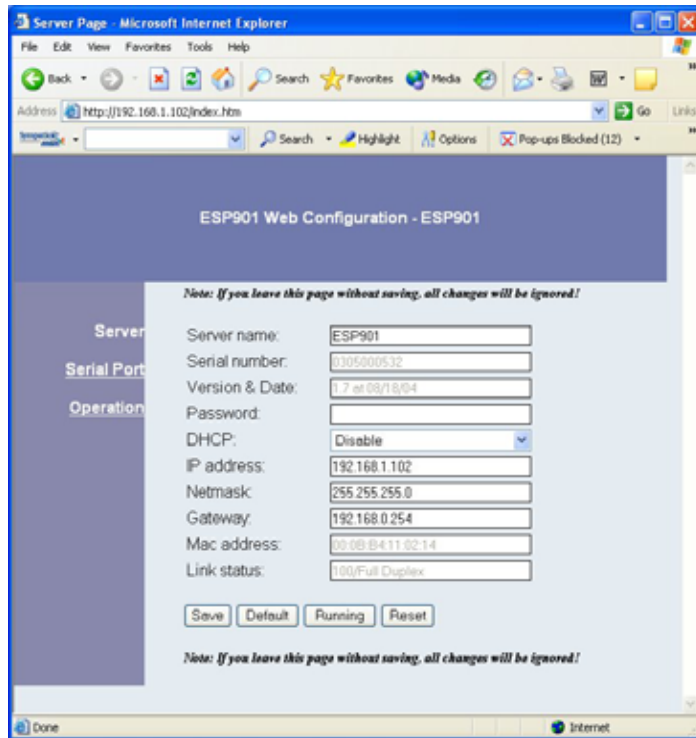 Server Page - Microsoft Internet Explorer
File Edit View Favorites Tools Help
Back Search Favorites Media
Address http://192.168.1.102/index.htm Go Links
Search Highlight Options Pop-ups Blocked (12)
ESP901 Web Configuration - ESP901
Note: If you leave this page without saving, all changes will be ignored!
Server
Serial Port
Operation
Server name: ESP901
Serial number: 0305000532
Version & Date: 1.7 at 08/18/04
Password:
DHCP: Disable
IP address: 192.168.1.102
Netmask: 255.255.255.0
Gateway: 192.168.0.254
Mac address: 00:0B:B4:11:02:14
Link status: 100/Full Duplex
Save Default Running Reset
Note: If you leave this page without saving, all changes will be ignored!
Done Internet